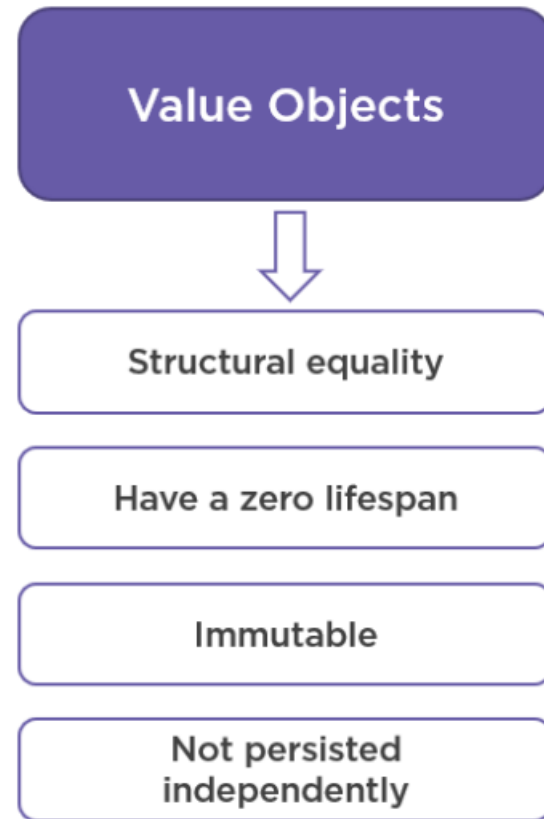 Value Objects
Structural equality
Have a zero lifespan
Immutable
Not persisted
independently